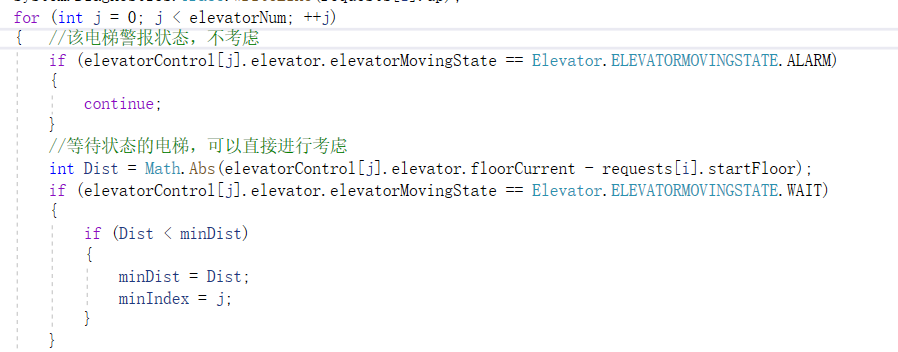 for (int j = 0; j < elevatorNum; ++j)
{   //该电梯警报状态，不考虑
    if (elevatorControl[j].elevator.elevatorMovingState == Elevator.ELEVATORMOVINGSTATE.ALARM)
    {
        continue;
    }
    //等待状态的电梯，可以直接进行考虑
    int Dist = Math.Abs(elevatorControl[j].elevator.floorCurrent - requests[i].startFloor);
    if (elevatorControl[j].elevator.elevatorMovingState == Elevator.ELEVATORMOVINGSTATE.WAIT)
    {
        if (Dist < minDist)
        {
            minDist = Dist;
            minIndex = j;
        }
    }